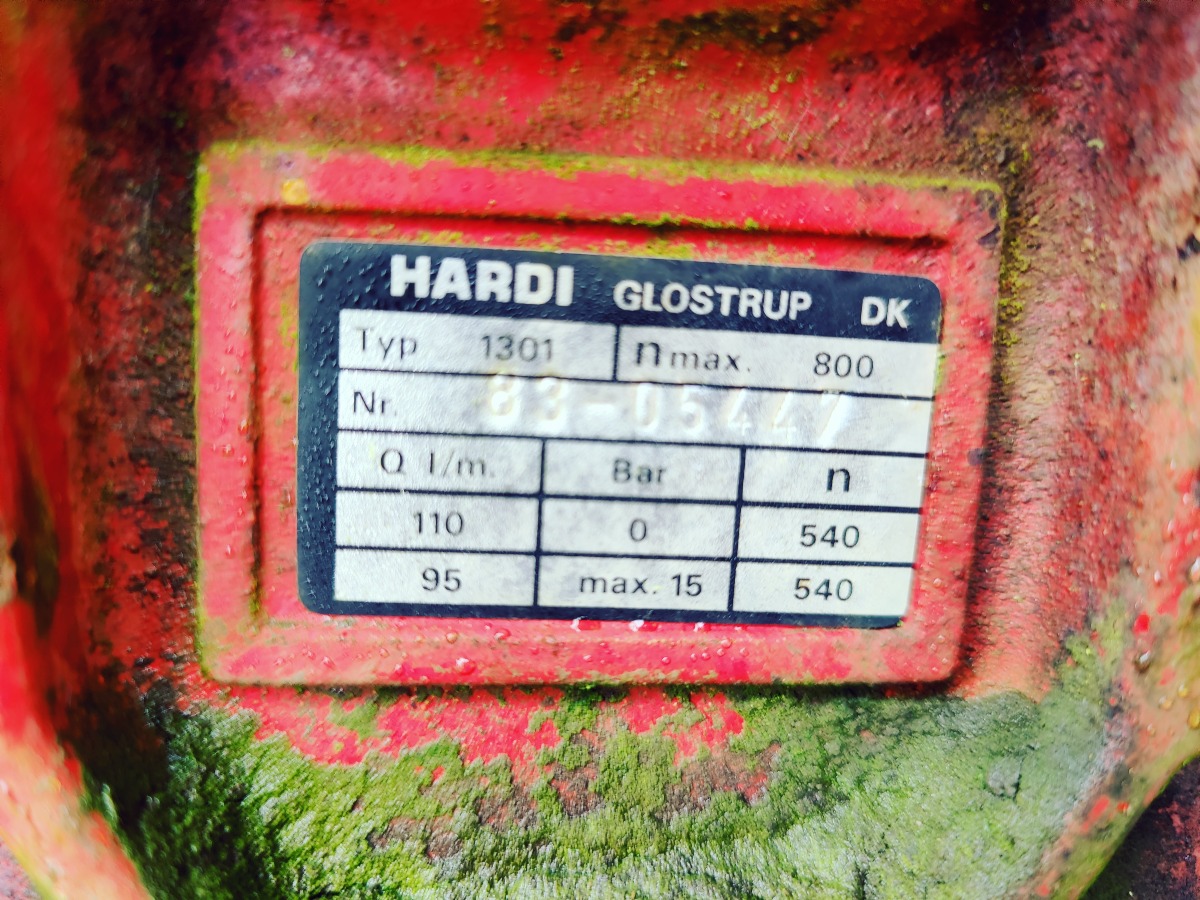 HARDI GLOSTRUP DK
Typ 1301 n max. 800
Nr. 83-05447
Q l/m. Bar n
110 0 540
95 max. 15 540